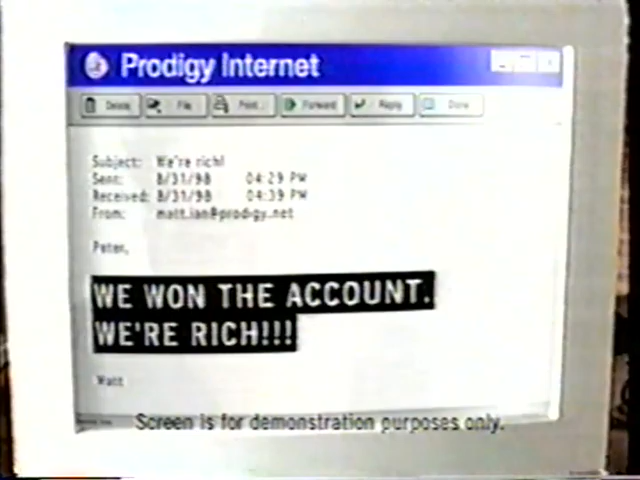 Prodigy Internet
Delete File Print... Forward Reply Done
Subject: We're rich!
Sent: 8/31/98 04:29 PM
Received: 8/31/98 04:39 PM
From: matt.ian@prodigy.net
Peter,
WE WON THE ACCOUNT.
WE'RE RICH!!!
Matt
Screen is for demonstration purposes only.